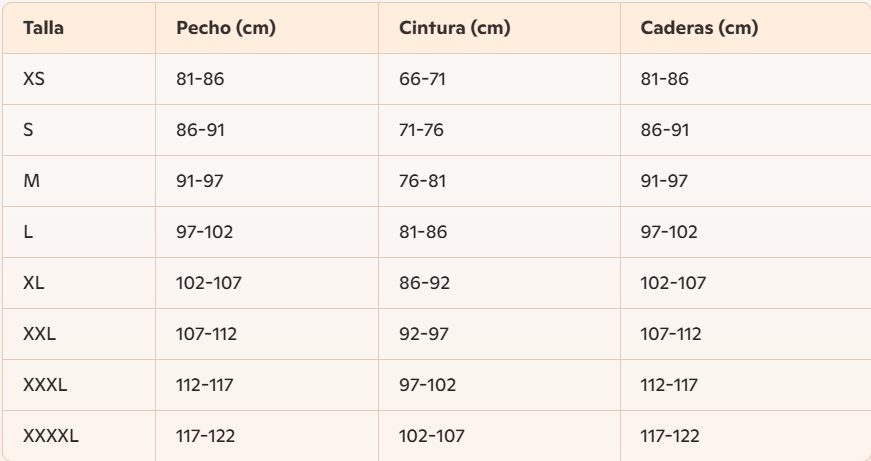 Talla Pecho (cm) Cintura (cm) Caderas (cm)
XS 81-86 66-71 81-86
S 86-91 71-76 86-91
M 91-97 76-81 91-97
L 97-102 81-86 97-102
XL 102-107 86-92 102-107
XXL 107-112 92-97 107-112
XXXL 112-117 97-102 112-117
XXXXL 117-122 102-107 117-122